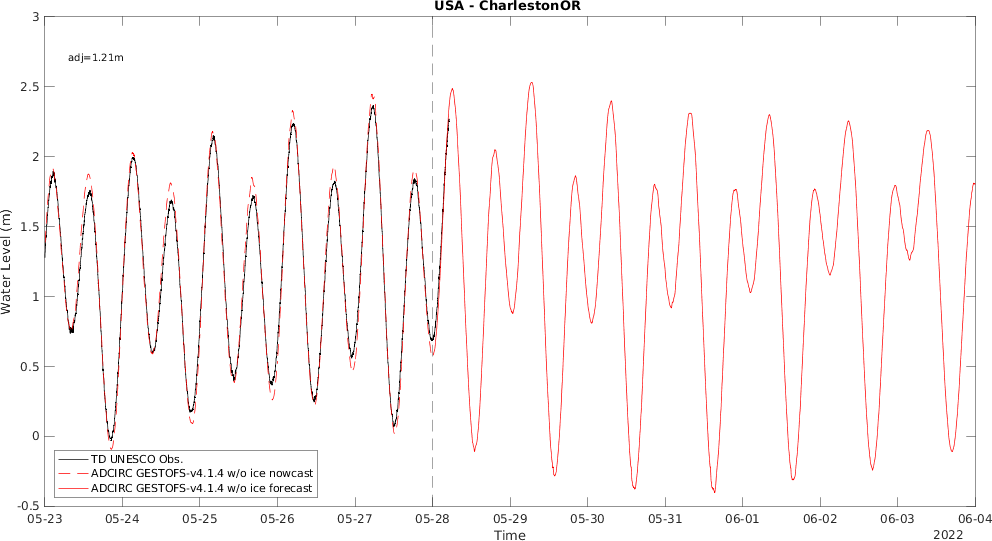 USA - CharlestonOR
adj=1.21m
Water Level (m)
3
2.5
2
1.5
1
0.5
0
-0.5
TD UNESCO Obs.
ADCIRC GESTOFS-v4.1.4 w/o ice nowcast
ADCIRC GESTOFS-v4.1.4 w/o ice forecast
05-23 05-24 05-25 05-26 05-27 05-28 05-29 05-30 05-31 06-01 06-02 06-03 06-04
Time
2022